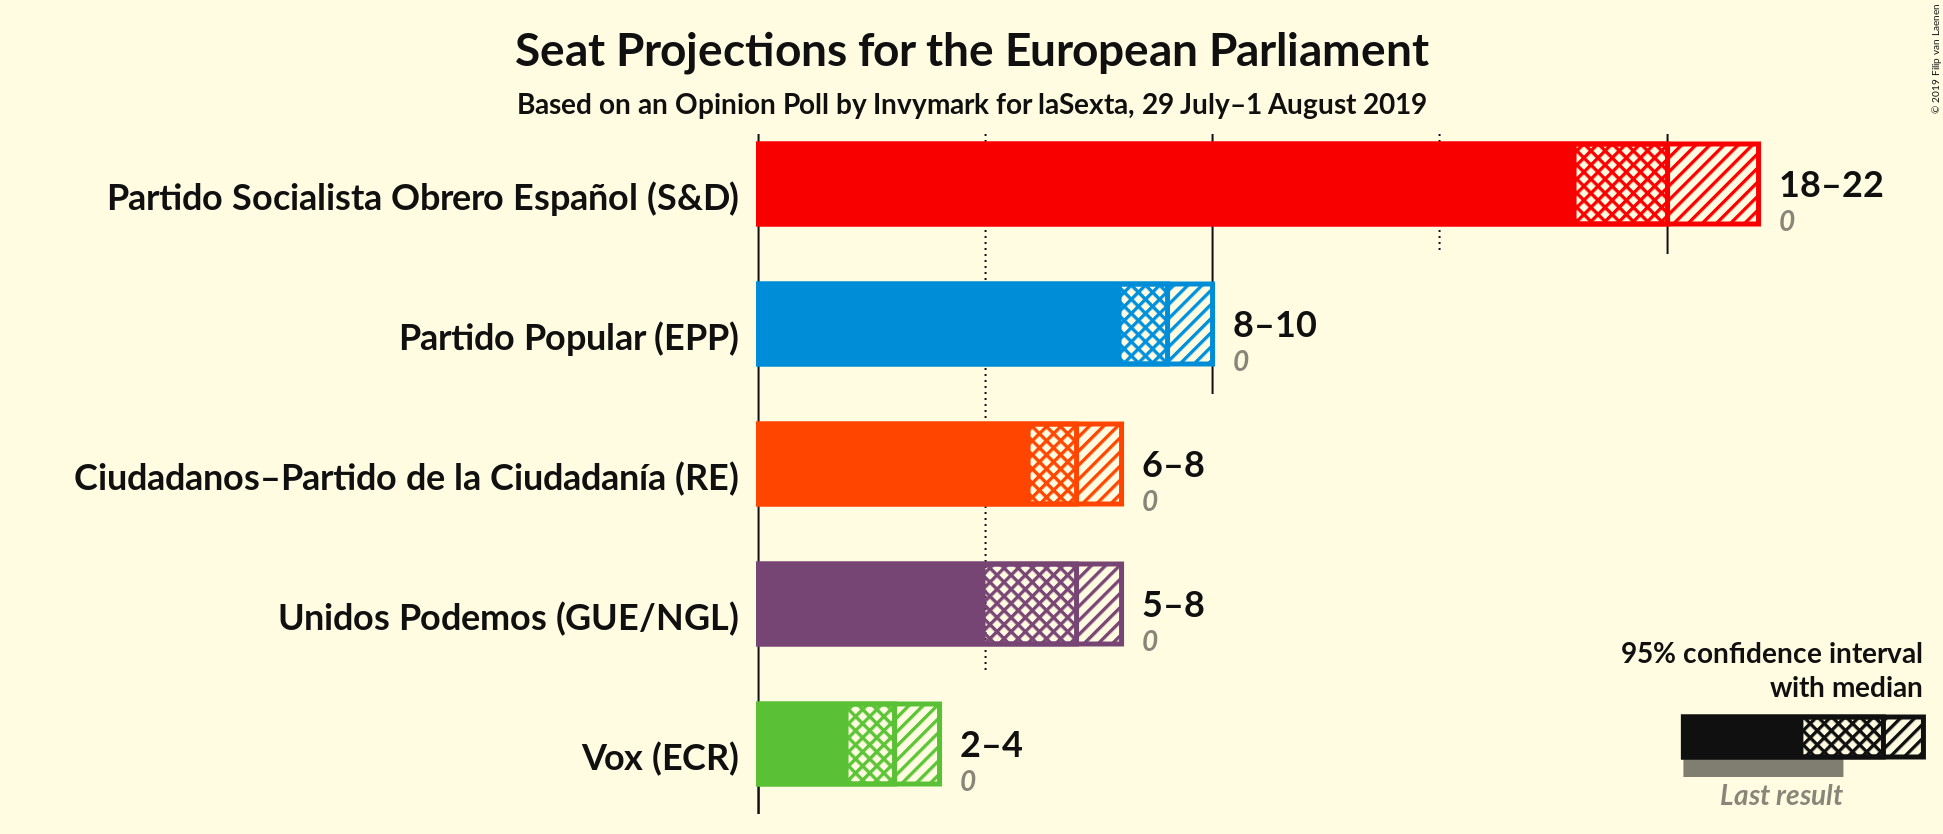 Seat Projections for the European Parliament
Based on an Opinion Poll by Invymark for laSexta, 29 July–1 August 2019
© 2019 Filip van Laenen
Partido Socialista Obrero Español (S&D)
18–22
0
Partido Popular (EPP)
8–10
0
Ciudadanos–Partido de la Ciudadanía (RE)
6–8
0
Unidos Podemos (GUE/NGL)
5–8
0
Vox (ECR)
2–4
0
95% confidence interval
with median
Last result